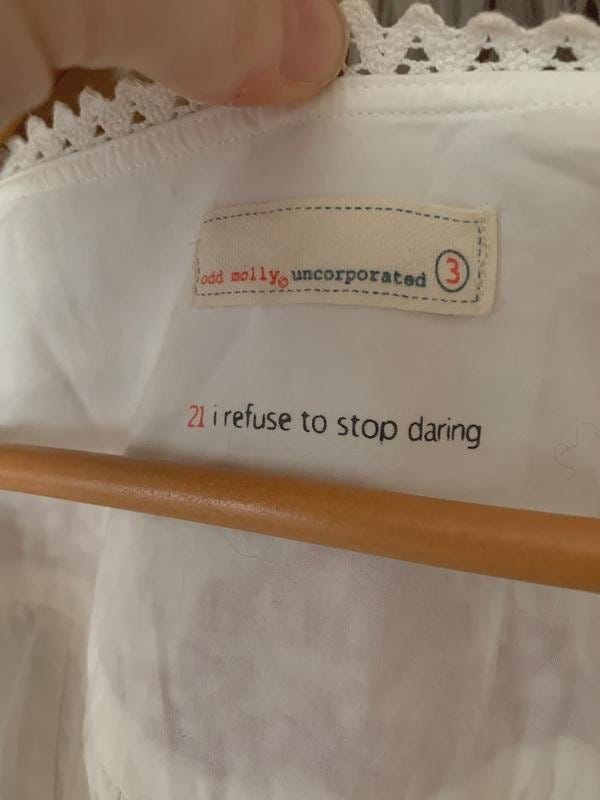 odd molly© uncorporated 3
21 i refuse to stop daring